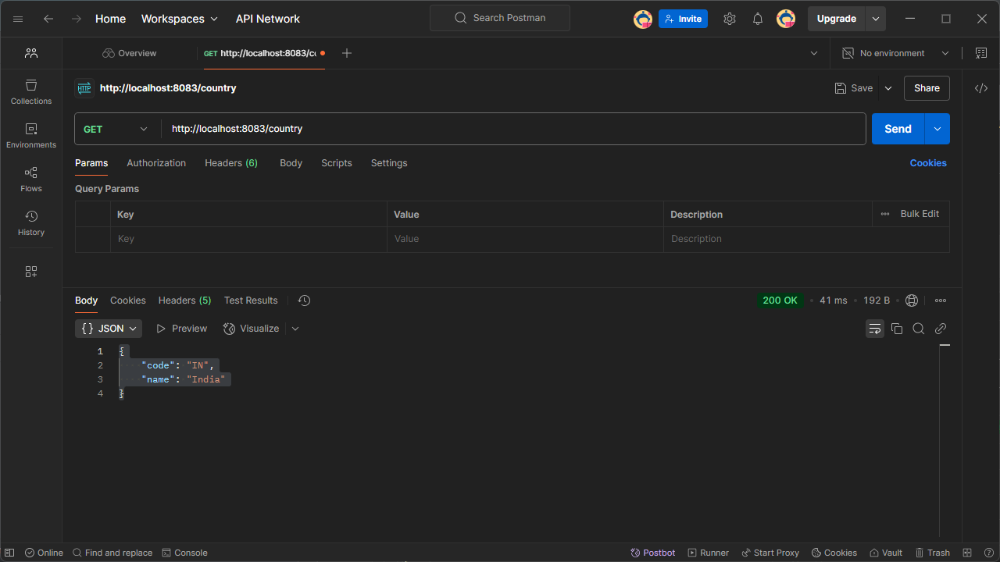 Home Workspaces API Network Search Postman Invite Upgrade
Overview GET http://localhost:8083/c No environment
HTTP http://localhost:8083/country Save Share
Collections
GET http://localhost:8083/country Send
Environments
Params Authorization Headers (6) Body Scripts Settings Cookies
Flows
Query Params
Key Value Description Bulk Edit
History
Key Value Description
Body Cookies Headers (5) Test Results 200 OK 41 ms 192 B
{} JSON Preview Visualize
1 {
2 "code": "IN",
3 "name": "India"
4 }
Online Find and replace Console Postbot Runner Start Proxy Cookies Vault Trash